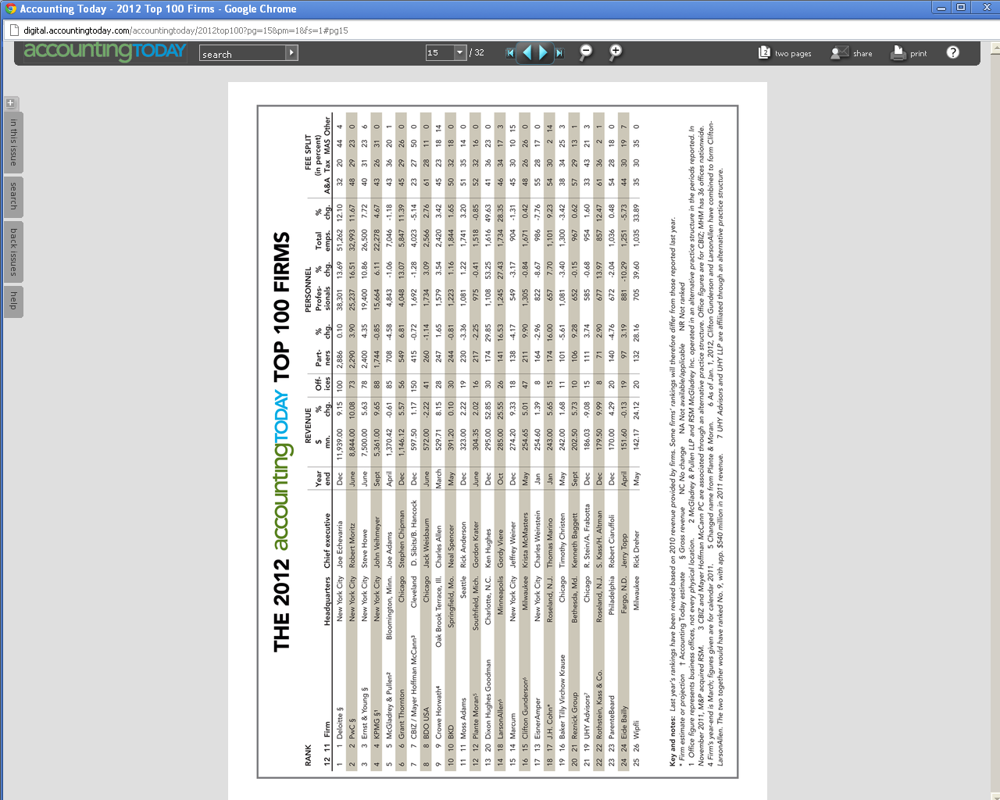 Accounting Today - 2012 Top 100 Firms - Google Chrome
digital.accountingtoday.com/accountingtoday/2012top100?pg=15&pm=1&fs=1#pg15
accountingTODAY search 15 / 32 two pages share print ?
in this issue
search
back issues
help
THE 2012 accountingTODAY TOP 100 FIRMS
RANK REVENUE PERSONNEL FEE SPLIT
(in percent)
Year $ % Off- Part- % Profes- % Total %
12 11 Firm Headquarters Chief executive end mn. chg. ices ners chg. sionals chg. emps. chg. A&A Tax MAS Other
1 1 Deloitte § New York City Joe Echevarria Dec 11,939.00 9.15 100 2,886 0.10 38,301 13.69 51,262 12.10 32 20 44 4
2 2 PwC § New York City Robert Moritz June 8,844.00 10.08 73 2,290 3.90 25,237 16.51 32,993 11.67 48 29 23 0
3 3 Ernst & Young § New York City Steve Howe June 7,500.00 5.63 78 2,400 4.35 19,400 10.86 26,500 7.72 40 31 23 6
4 4 KPMG §¹ New York City John Veihmeyer Sept 5,361.00 9.65 88 1,744 -0.85 15,664 6.11 22,278 4.67 43 26 31 0
5 5 McGladrey & Pullen² Bloomington, Minn. Joe Adams April 1,370.42 -0.61 85 708 -4.58 4,843 -1.06 7,046 -1.18 43 36 20 1
6 6 Grant Thornton Chicago Stephen Chipman Dec 1,146.12 5.57 56 549 6.81 4,048 13.07 5,847 11.39 45 29 26 0
7 7 CBIZ / Mayer Hoffman McCann³ Cleveland D. Sibits/B. Hancock Dec 597.50 1.17 150 415 -0.72 1,692 -1.28 4,023 -5.14 23 27 50 0
8 8 BDO USA Chicago Jack Weisbaum June 572.00 -2.22 41 260 -1.14 1,734 3.09 2,566 2.76 61 28 11 0
9 9 Crowe Horwath⁴ Oak Brook Terrace, Ill. Charles Allen March 529.71 8.15 28 247 1.65 1,579 3.54 2,420 3.42 45 23 18 14
10 10 BKD Springfield, Mo. Neal Spencer May 391.20 0.10 30 244 -0.81 1,223 1.16 1,844 1.65 50 32 18 0
11 11 Moss Adams Seattle Rick Anderson Dec 323.00 2.22 19 230 -3.36 1,081 1.22 1,741 3.20 51 35 14 0
12 12 Plante Moran⁵ Southfield, Mich. Gordon Krater June 304.35 2.02 16 217 -2.25 975 -0.41 1,518 -0.85 52 32 16 0
13 20 Dixon Hughes Goodman Charlotte, N.C. Ken Hughes Dec 295.00 52.85 30 174 29.85 1,108 53.25 1,616 49.63 41 36 23 0
14 18 LarsonAllen⁶ Minneapolis Gordy Viere Oct 285.00 25.55 26 141 16.53 1,245 27.43 1,734 28.35 46 34 17 3
15 14 Marcum New York City Jeffrey Weiner Dec 274.20 9.33 18 138 -4.17 549 -3.17 904 -1.31 45 30 10 15
16 15 Clifton Gunderson⁶ Milwaukee Krista McMasters May 254.65 5.01 47 211 9.90 1,305 -0.84 1,671 0.42 48 26 26 0
17 13 EisnerAmper New York City Charles Weinstein Jan 254.60 1.39 8 164 -2.96 822 -8.67 986 -7.76 55 28 17 0
18 17 J.H. Cohn* Roseland, N.J. Thomas Marino Jan 243.00 5.65 15 174 16.00 657 7.70 1,101 9.23 54 30 2 14
19 16 Baker Tilly Virchow Krause Chicago Timothy Christen May 242.00 1.68 11 101 -5.61 1,081 -3.40 1,300 -3.42 38 34 25 3
20 21 Reznick Group Bethesda, Md. Kenneth Baggett Sept 202.50 5.73 10 106 9.28 652 -0.15 967 0.62 57 29 13 1
21 19 UHY Advisors⁷ Chicago R. Stein/A. Frabotta Dec 186.03 -9.08 15 111 3.74 585 -0.68 954 1.60 33 43 21 3
22 22 Rothstein, Kass & Co. Roseland, N.J. S. Kass/H. Altman Dec 179.50 9.99 8 71 2.90 677 13.97 857 12.47 61 36 2 1
23 23 ParenteBeard Philadelphia Robert Ciaruffoli Dec 170.00 4.29 20 140 -4.76 672 -2.04 1,036 0.48 54 28 18 0
24 24 Eide Bailly Fargo, N.D. Jerry Topp April 151.60 -0.13 19 97 3.19 881 -10.29 1,251 -5.73 44 30 19 7
25 26 Wipfli Milwaukee Rick Dreher May 142.17 24.12 20 132 28.16 705 39.60 1,035 33.89 35 30 35 0
Key and notes: Last year's rankings have been revised based on 2010 revenue provided by firms. Some firms' rankings will therefore differ from those reported last year.
* Firm estimate or projection † Accounting Today estimate § Gross revenue NC No change NA Not available/applicable NR Not ranked
1 Office figure represents business offices, not every physical location. 2 McGladrey & Pullen LLP and RSM McGladrey Inc. operated in an alternative practice structure in the periods reported. In
November 2011, M&P acquired RSM. 3 CBIZ and Mayer Hoffman McCann PC are associated through an alternative practice structure. Office figures are for CBIZ; MHM has 36 offices nationwide.
4 Firm's year-end is March; figures given are for calendar 2011. 5 Changed name from Plante & Moran. 6 As of Jan. 1, 2012, Clifton Gunderson and LarsonAllen have combined to form Clifton-
LarsonAllen. The two together would have ranked No. 9, with app. $540 million in 2011 revenue. 7 UHY Advisors and UHY LLP are affiliated through an alternative practice structure.